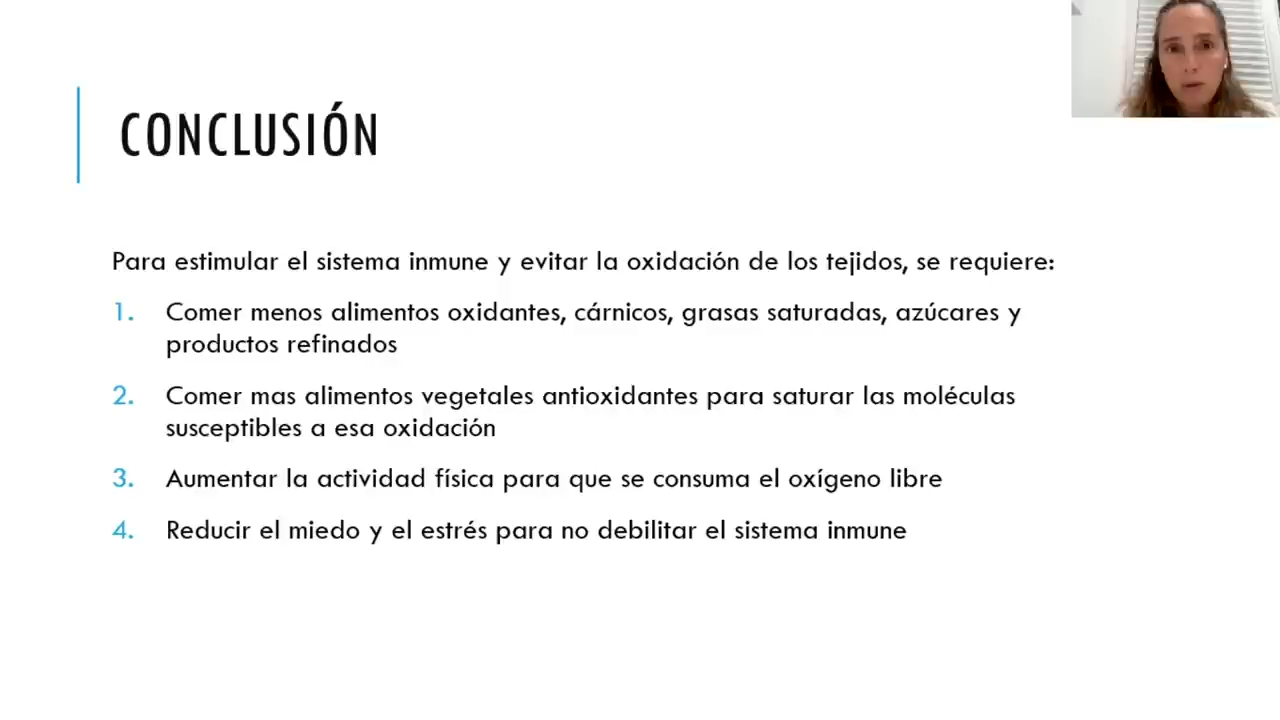 CONCLUSIÓN
Para estimular el sistema inmune y evitar la oxidación de los tejidos, se requiere:
1. Comer menos alimentos oxidantes, cárnicos, grasas saturadas, azúcares y
productos refinados
2. Comer mas alimentos vegetales antioxidantes para saturar las moléculas
susceptibles a esa oxidación
3. Aumentar la actividad física para que se consuma el oxígeno libre
4. Reducir el miedo y el estrés para no debilitar el sistema inmune